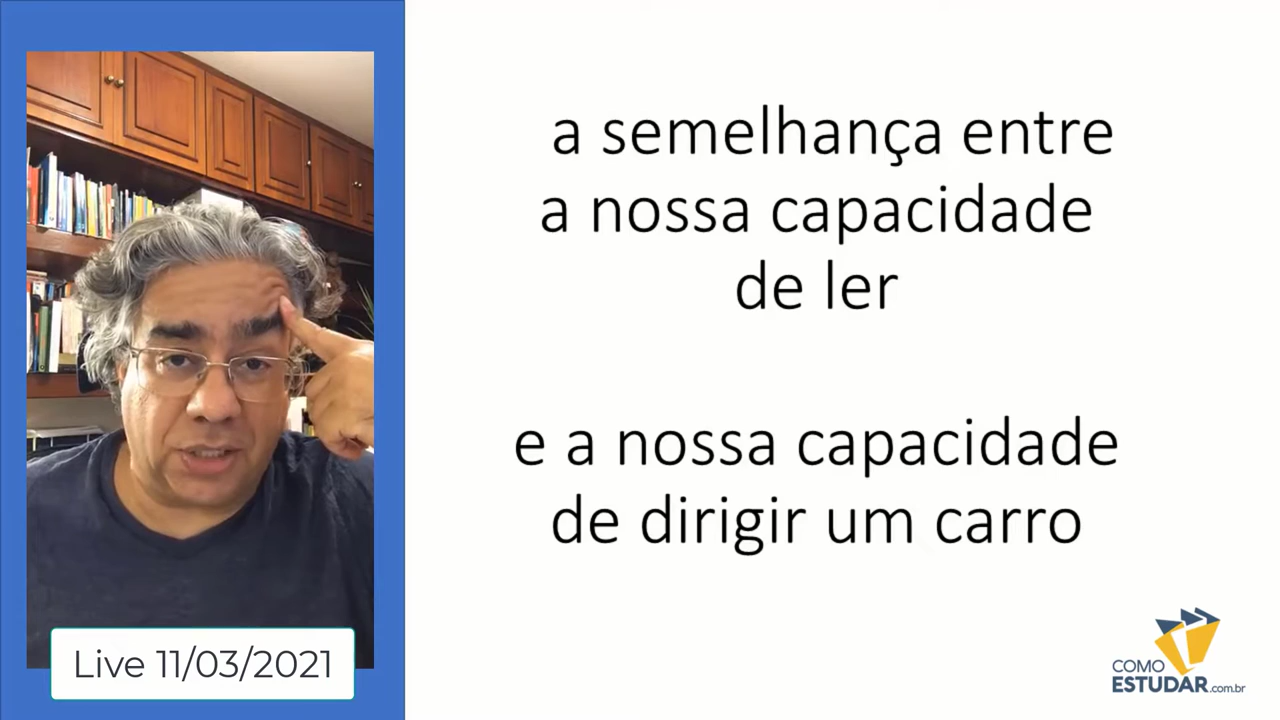 a semelhança entre
a nossa capacidade
de ler
e a nossa capacidade
de dirigir um carro
Live 11/03/2021
COMO
ESTUDAR.com.br